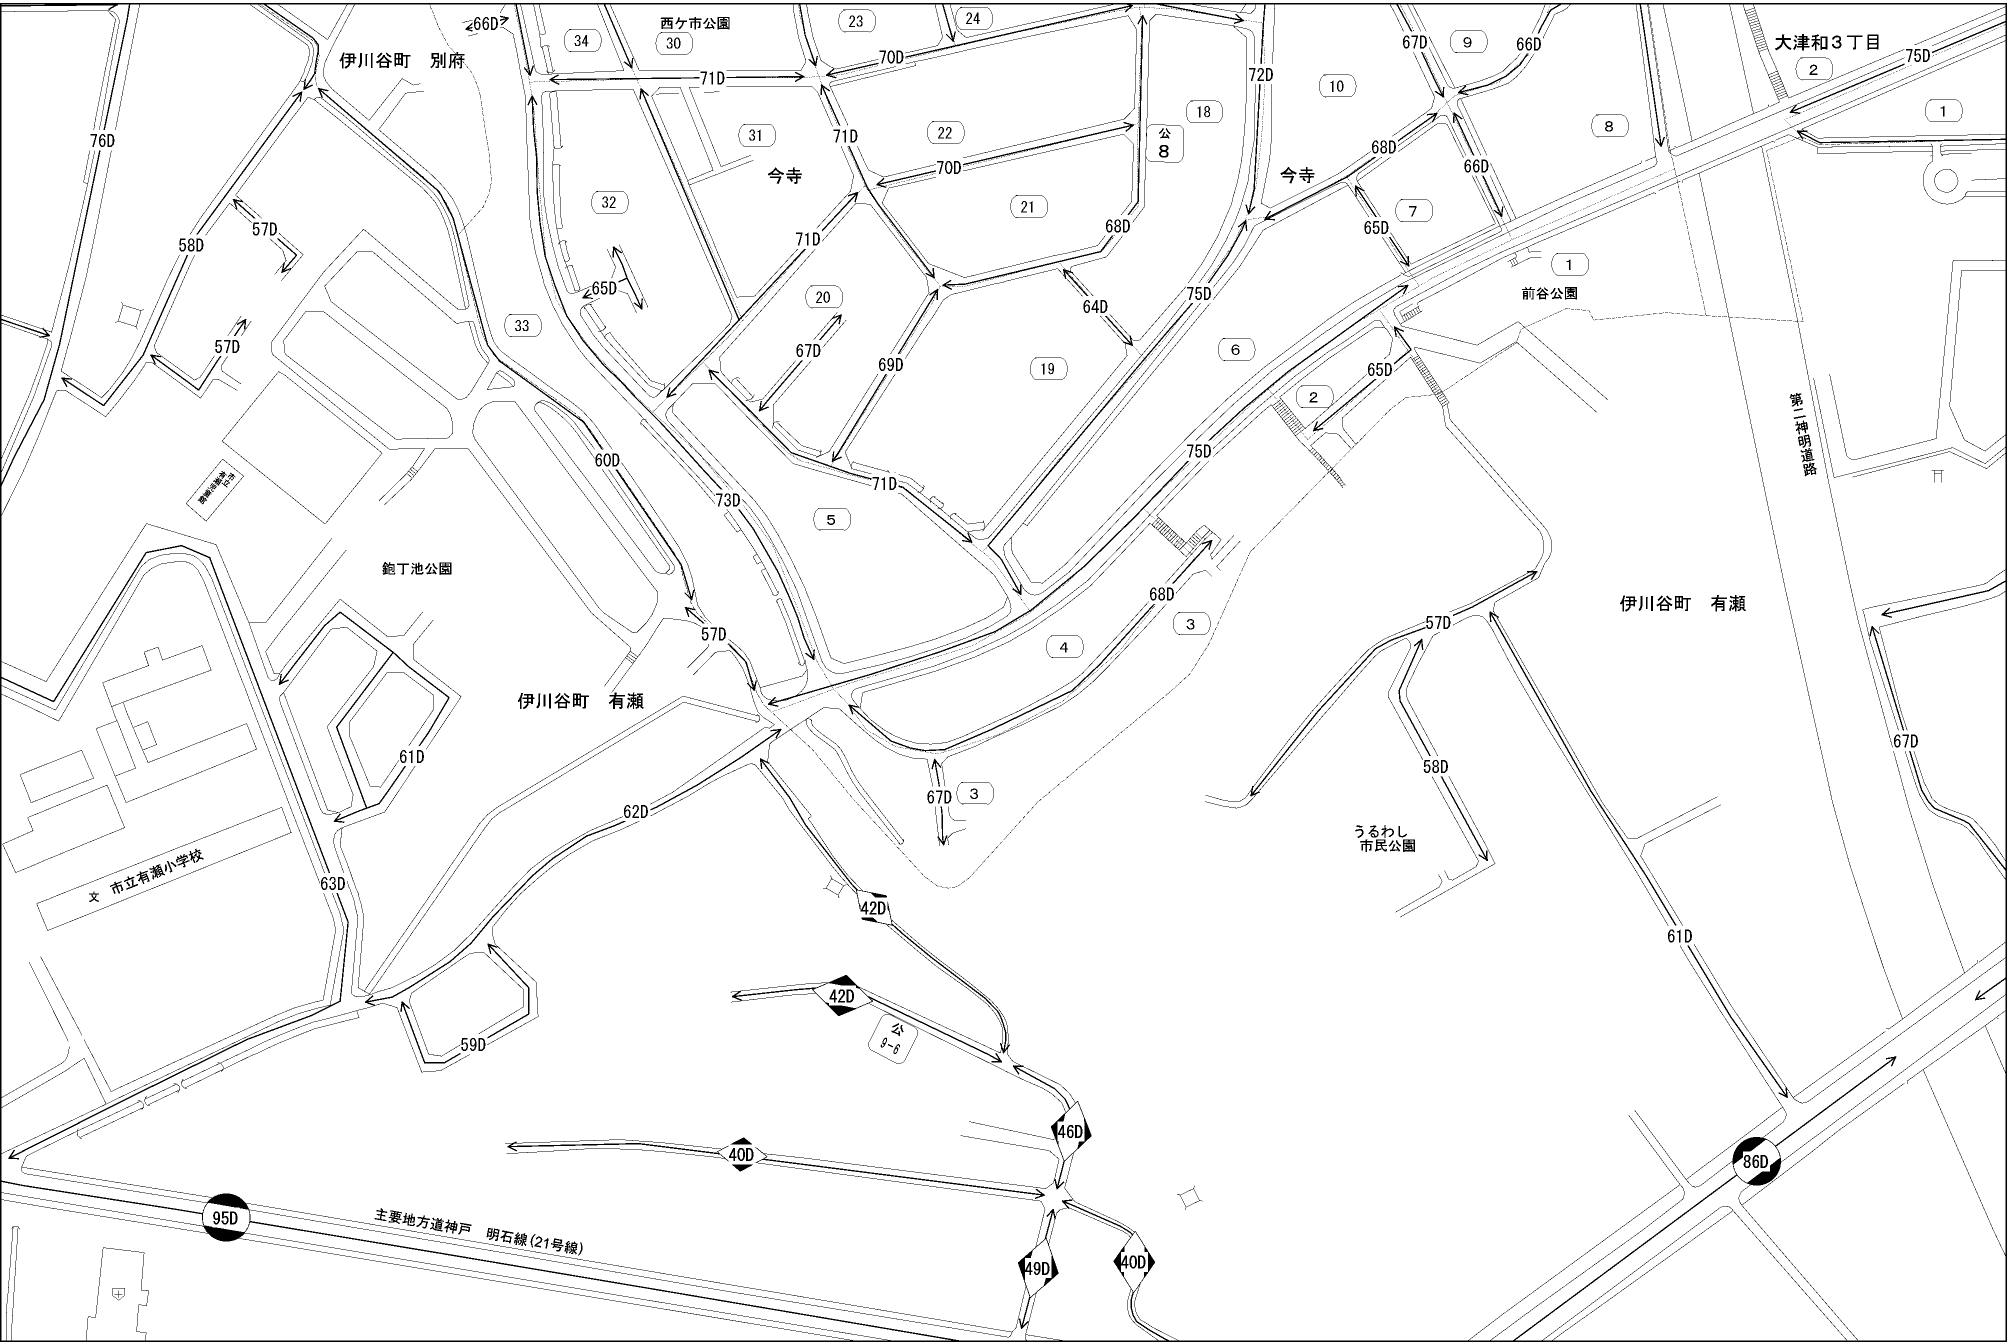 66D
34
西ケ市公園
30
23
24
67D
9
66D
大津和3丁目
2
75D
伊川谷町 別府
70D
71D
72D
10
1
76D
31
71D
22
公
8
18
8
今寺
70D
今寺
68D
66D
58D
57D
32
21
68D
7
65D
71D
65D
20
64D
75D
1
前谷公園
33
57D
67D
69D
19
6
65D
2
第二神明道路
60D
73D
71D
5
75D
鉋丁池公園
68D
3
57D
伊川谷町 有瀬
57D
4
伊川谷町 有瀬
61D
67D
3
58D
67D
62D
うるわし
市民公園
文 市立有瀬小学校
63D
42D
61D
42D
公
9-6
59D
46D
40D
86D
95D
主要地方道神戸 明石線(21号線)
49D
40D